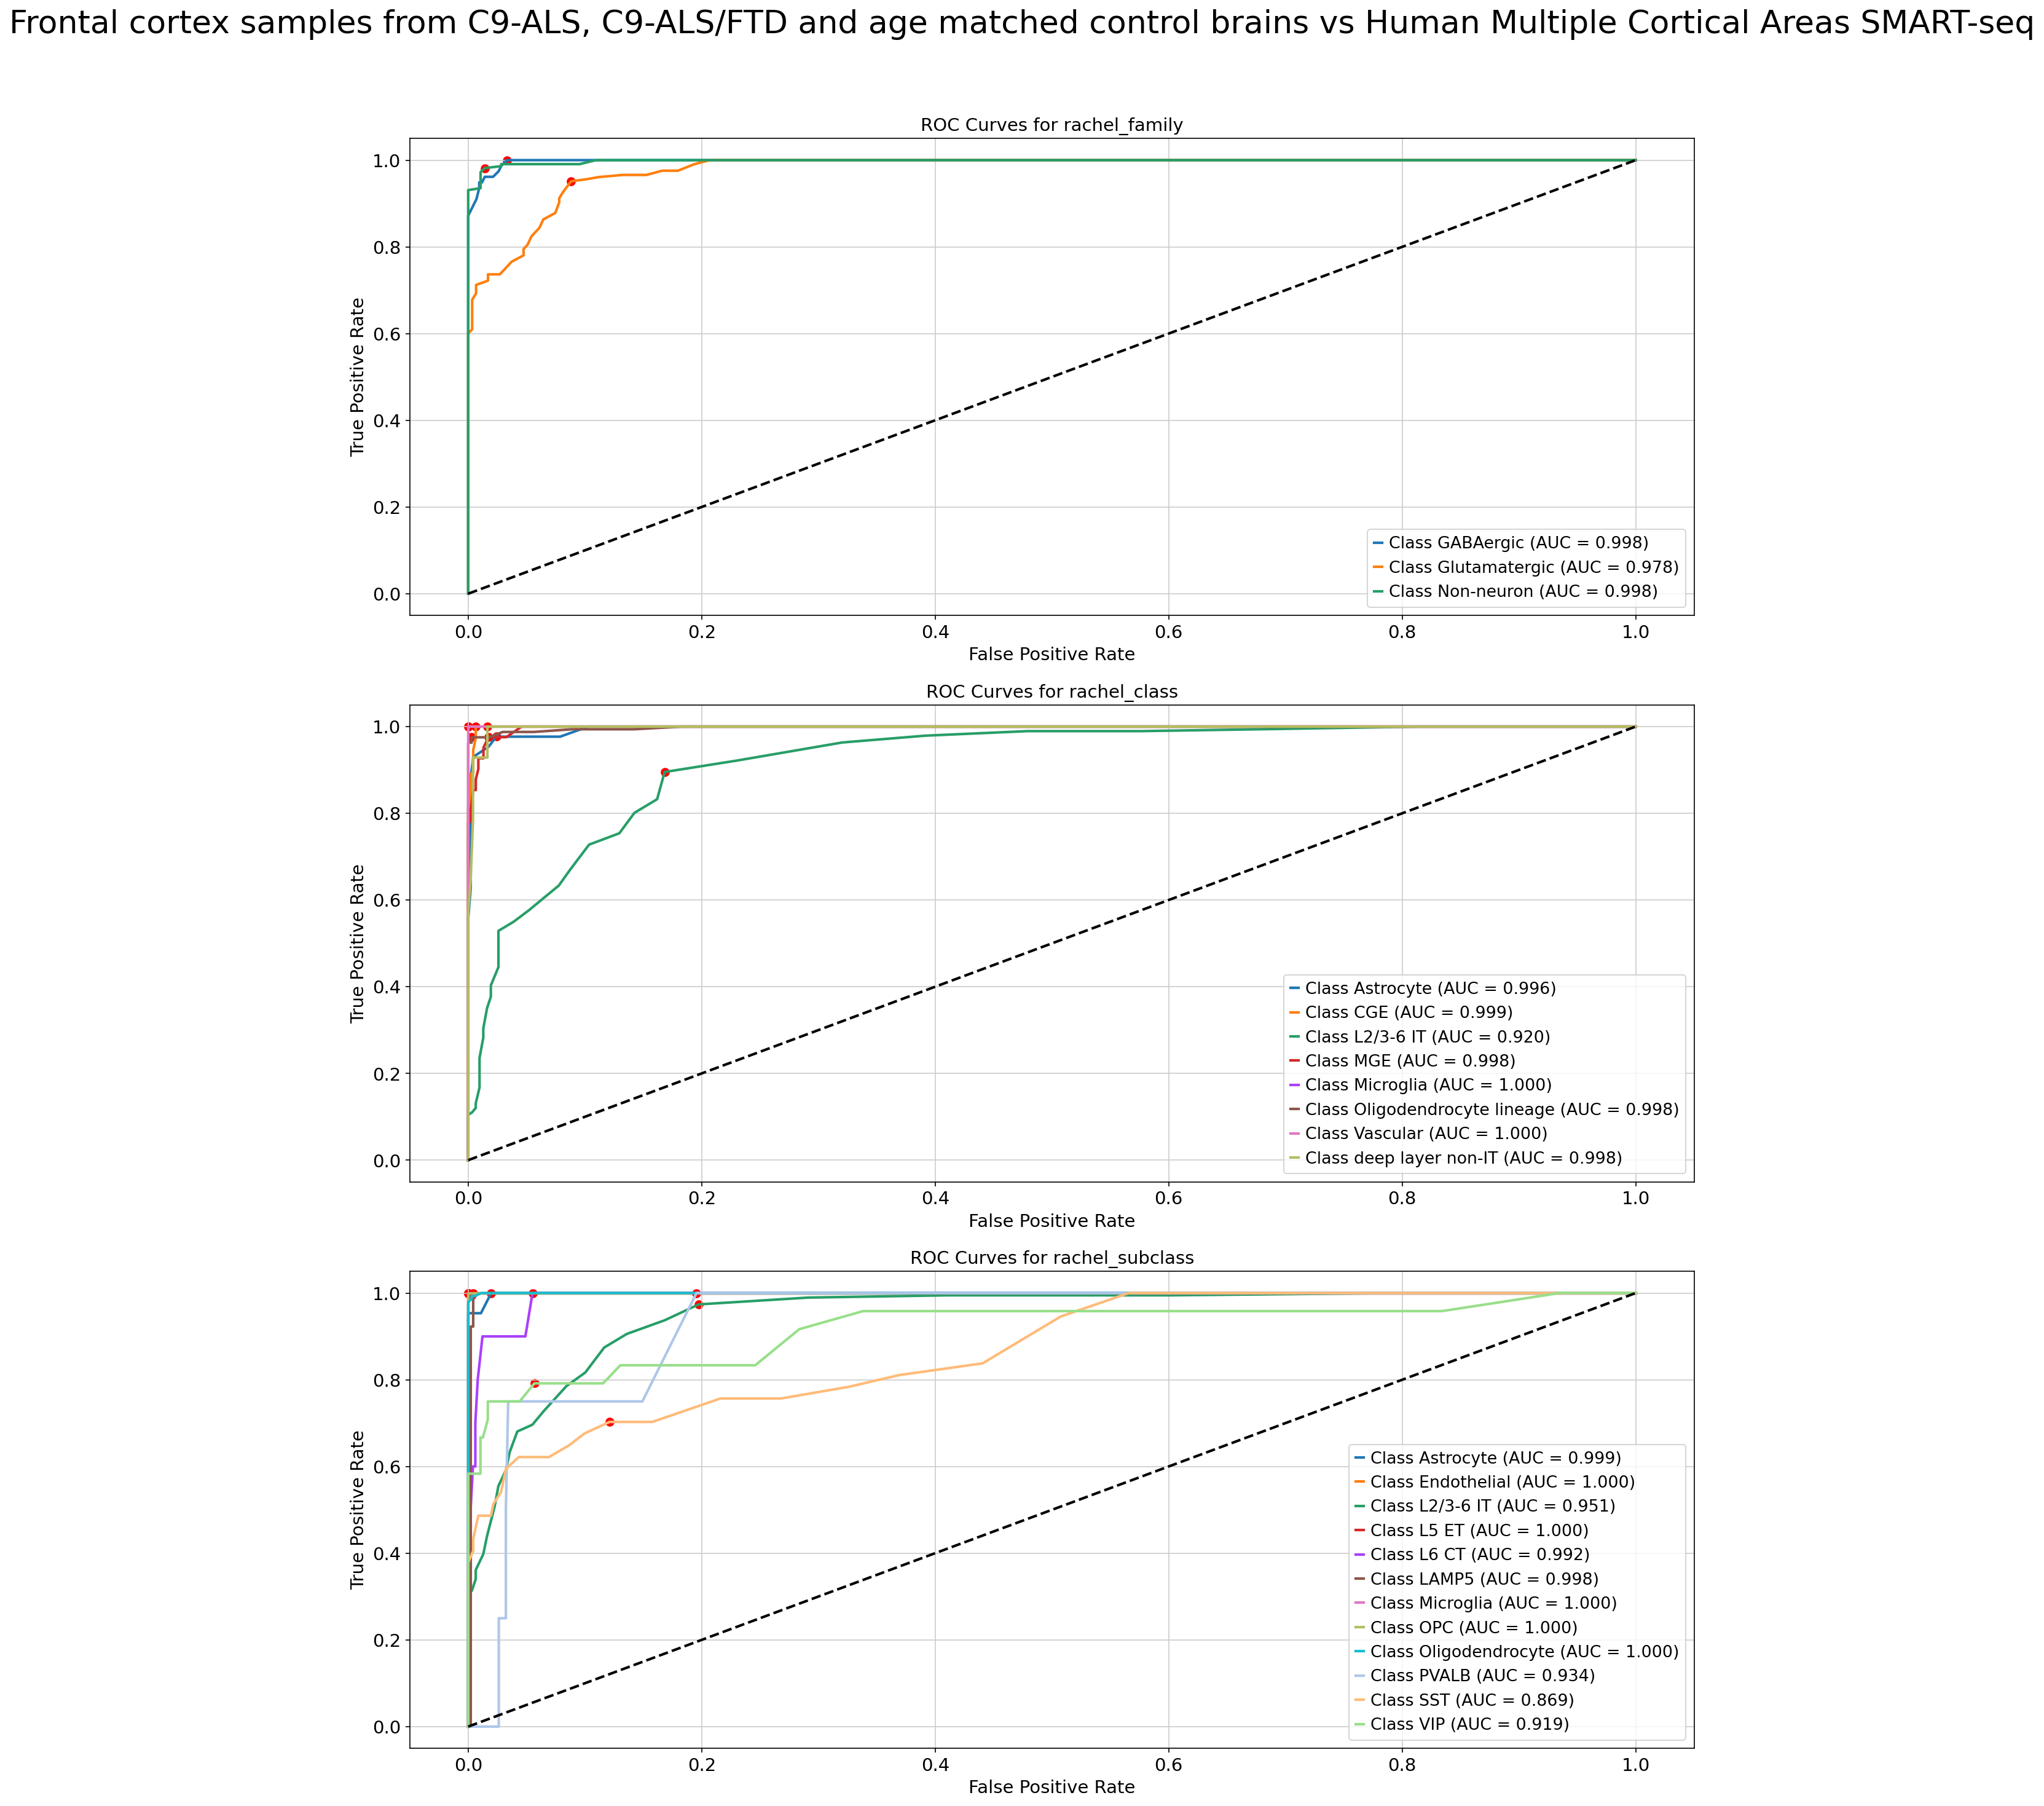 Frontal cortex samples from C9-ALS, C9-ALS/FTD and age matched control brains vs Human Multiple Cortical Areas SMART-seq
ROC Curves for rachel_family
True Positive Rate
1.0
0.8
0.6
0.4
0.2
0.0
Class GABAergic (AUC = 0.998)
Class Glutamatergic (AUC = 0.978)
Class Non-neuron (AUC = 0.998)
0.0 0.2 0.4 0.6 0.8 1.0
False Positive Rate
ROC Curves for rachel_class
True Positive Rate
1.0
0.8
0.6
0.4
0.2
0.0
Class Astrocyte (AUC = 0.996)
Class CGE (AUC = 0.999)
Class L2/3-6 IT (AUC = 0.920)
Class MGE (AUC = 0.998)
Class Microglia (AUC = 1.000)
Class Oligodendrocyte lineage (AUC = 0.998)
Class Vascular (AUC = 1.000)
Class deep layer non-IT (AUC = 0.998)
0.0 0.2 0.4 0.6 0.8 1.0
False Positive Rate
ROC Curves for rachel_subclass
True Positive Rate
1.0
0.8
0.6
0.4
0.2
0.0
Class Astrocyte (AUC = 0.999)
Class Endothelial (AUC = 1.000)
Class L2/3-6 IT (AUC = 0.951)
Class L5 ET (AUC = 1.000)
Class L6 CT (AUC = 0.992)
Class LAMP5 (AUC = 0.998)
Class Microglia (AUC = 1.000)
Class OPC (AUC = 1.000)
Class Oligodendrocyte (AUC = 1.000)
Class PVALB (AUC = 0.934)
Class SST (AUC = 0.869)
Class VIP (AUC = 0.919)
0.0 0.2 0.4 0.6 0.8 1.0
False Positive Rate